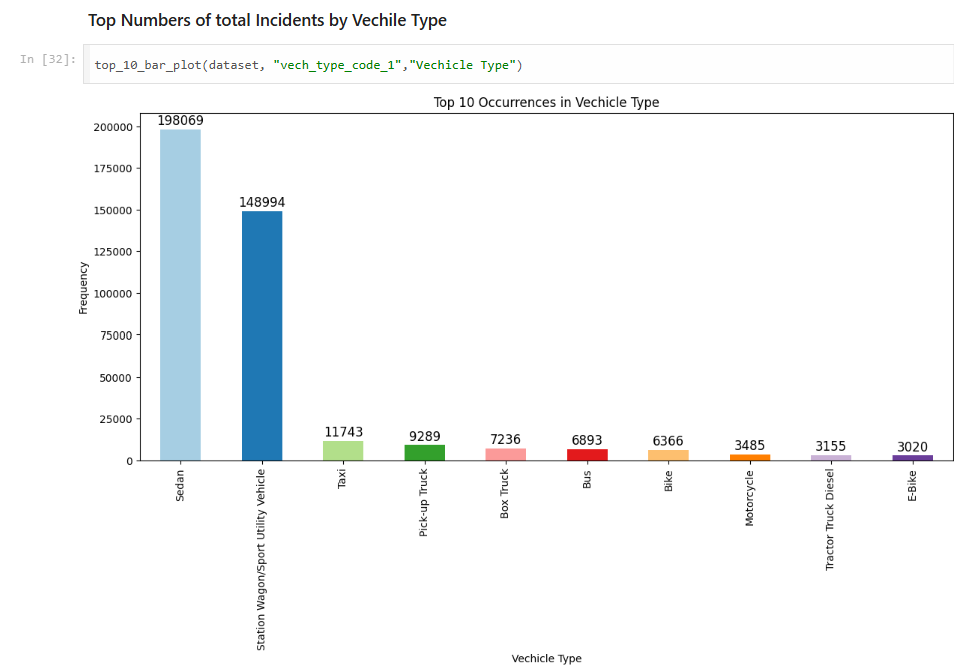 Top Numbers of total Incidents by Vechile Type
In [32]:
top_10_bar_plot(dataset, "vech_type_code_1","Vechicle Type")
Top 10 Occurrences in Vechicle Type
Frequency
200000
175000
150000
125000
100000
75000
50000
25000
0
198069
148994
11743
9289
7236
6893
6366
3485
3155
3020
Sedan
Station Wagon/Sport Utility Vehicle
Taxi
Pick-up Truck
Box Truck
Bus
Bike
Motorcycle
Tractor Truck Diesel
E-Bike
Vechicle Type